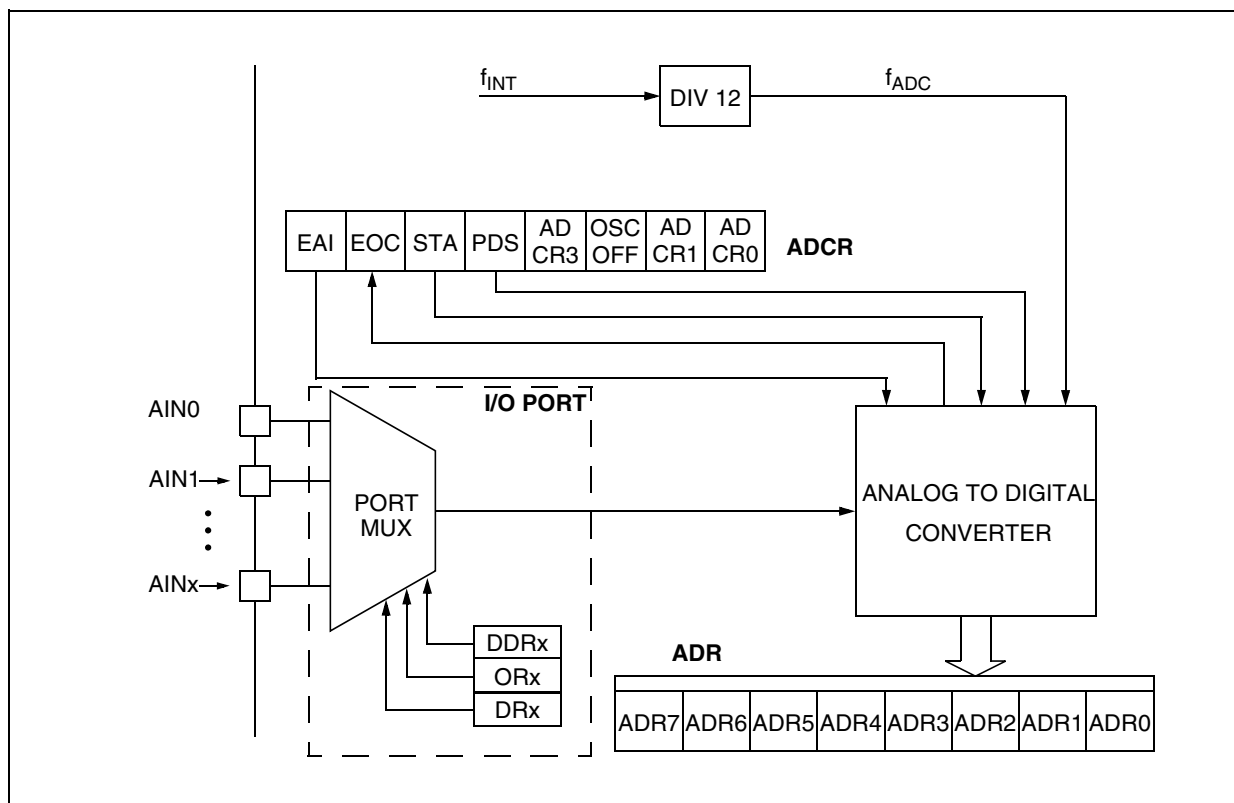 fINT
DIV 12
fADC
EAI
EOC
STA
PDS
AD
CR3
OSC
OFF
AD
CR1
AD
CR0
ADCR
AIN0
AIN1
AINx
I/O PORT
PORT
MUX
ANALOG TO DIGITAL
CONVERTER
DDRx
ORx
DRx
ADR
ADR7
ADR6
ADR5
ADR4
ADR3
ADR2
ADR1
ADR0